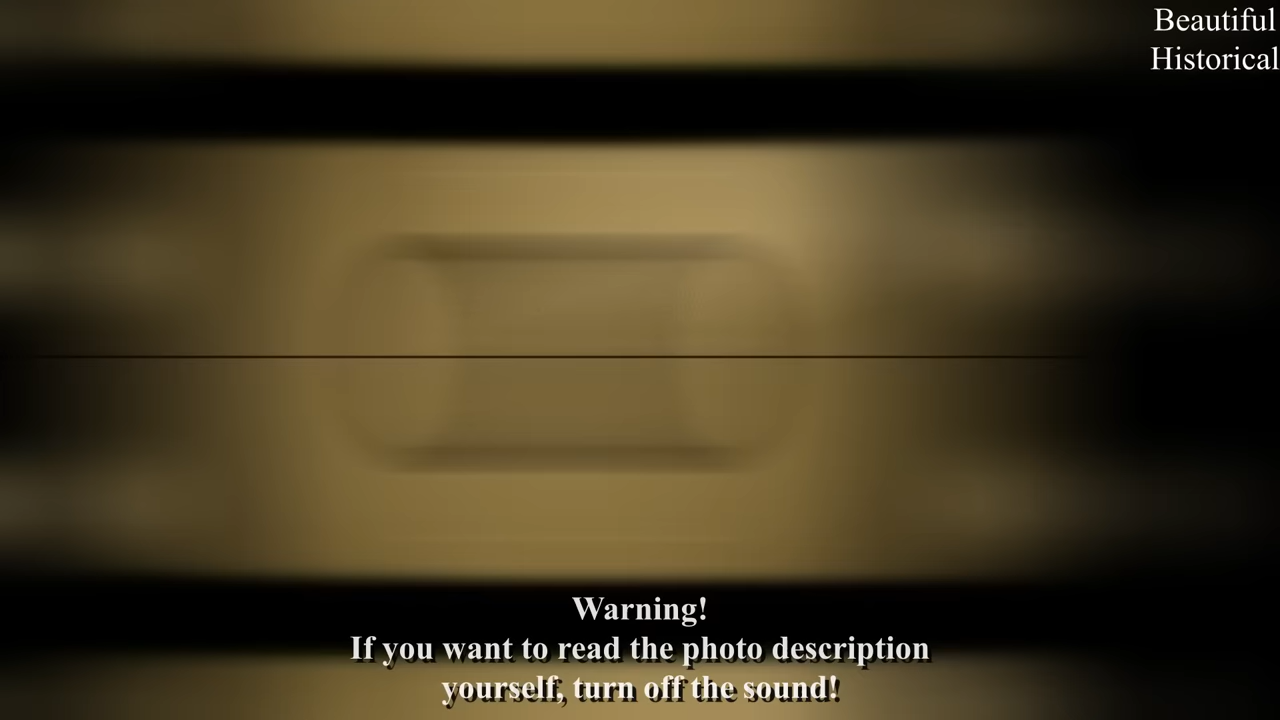 Beautiful
Historical
Warning!
If you want to read the photo description
yourself, turn off the sound!